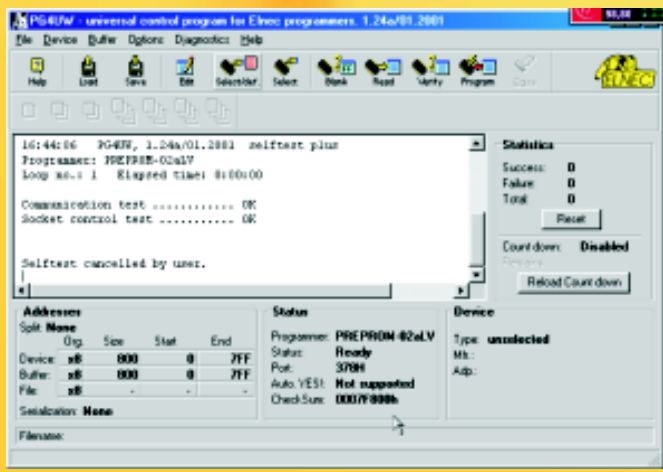 PG4UW - universal control program for Elnec programmers. 1.24a/01.2001
File Device Buffer Options Diagnostics Help
Help Load Save Edit Select/def. Select Blank Read Verify Program
ELNEC
16:44:06 PG4UW, 1.24a/01.2001 selftest plus
Programmer: PREPROM-02aLV
Loop no.: 1 Elapsed time: 0:00:00
Communication test ............ OK
Socket control test ........... OK
Selftest cancelled by user.
Statistics
Success: 0
Failure: 0
Total: 0
Reset
Count down: Disabled
Reload Count down
Addresses
Split: None
Org. Size Start End
Device: x8 800 0 7FF
Buffer: x8 800 0 7FF
File: x8 - - -
Serialization: None
Status
Programmer: PREPROM-02aLV
Status: Ready
Port: 378H
Auto. YES!: Not supported
CheckSum: 0007F800h
Device
Type: unselected
Mfr.:
Adp.:
Filename: